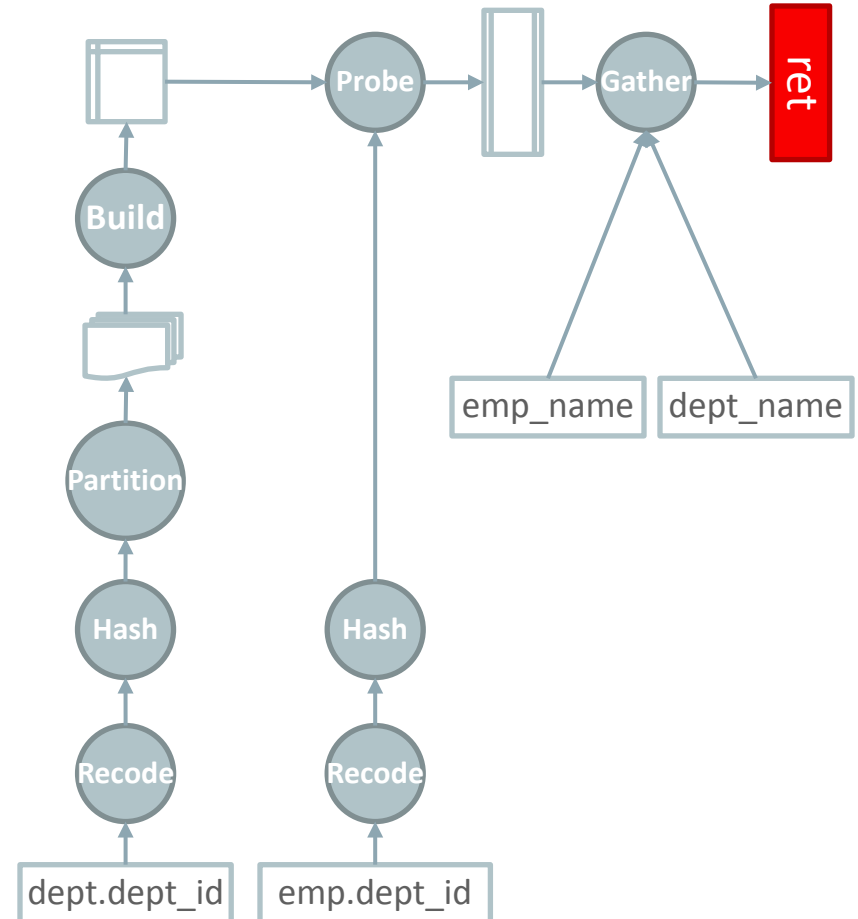 Probe
Gather
ret
Build
emp_name
dept_name
Partition
Hash
Hash
Recode
Recode
dept.dept_id
emp.dept_id